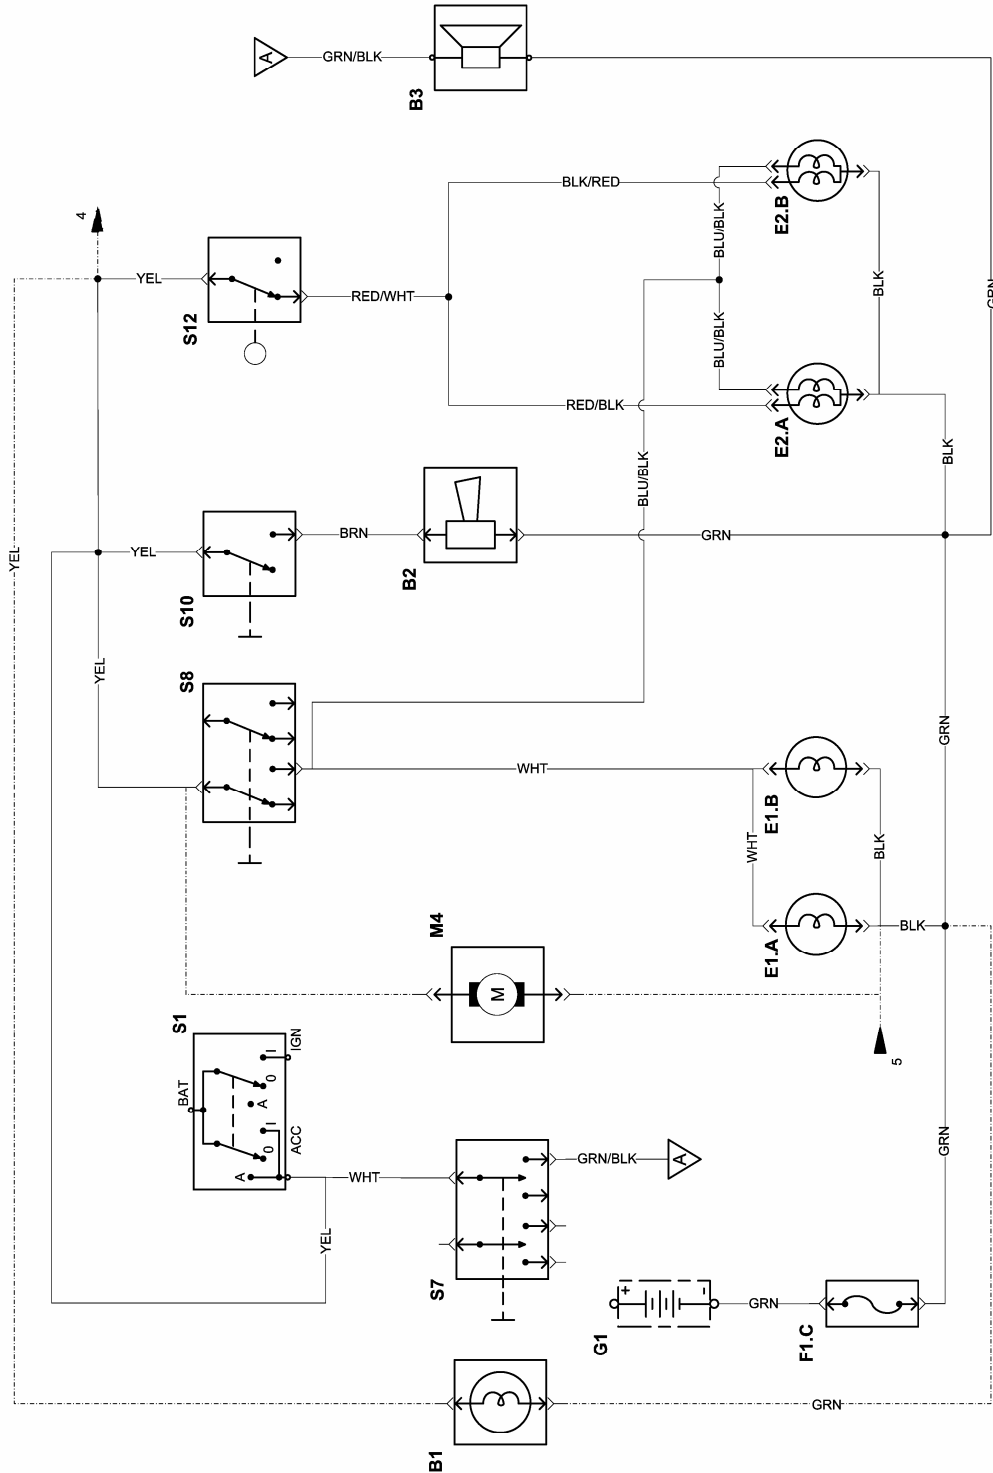 A
GRN/BLK
B3
BLK/RED
BLU/BLK
E2.B
4
YEL
RED/WHT
S12
BLK
GRN
BLU/BLK
RED/BLK
E2.A
BLU/BLK
BLK
YEL
YEL
BRN
GRN
B2
S10
YEL
S8
GRN
WHT
E1.B
WHT
BLK
M4
BLK
E1.A
M
S1
BAT
I
IGN
0
A
I
ACC
0
A
5
WHT
GRN/BLK
A
GRN
YEL
S7
+
-
GRN
G1
F1.C
GRN
B1